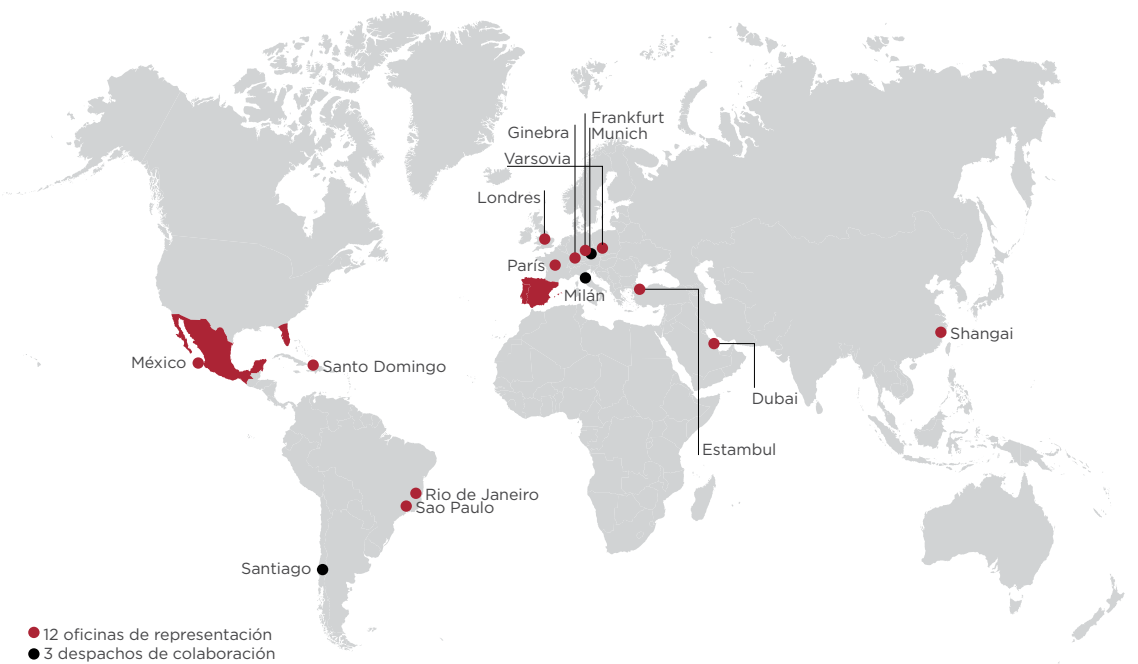 Frankfurt
Munich
Ginebra
Varsovia
Londres
París
Milán
Shangai
México
Santo Domingo
Dubai
Estambul
Rio de Janeiro
Sao Paulo
Santiago
12 oficinas de representación
3 despachos de colaboración